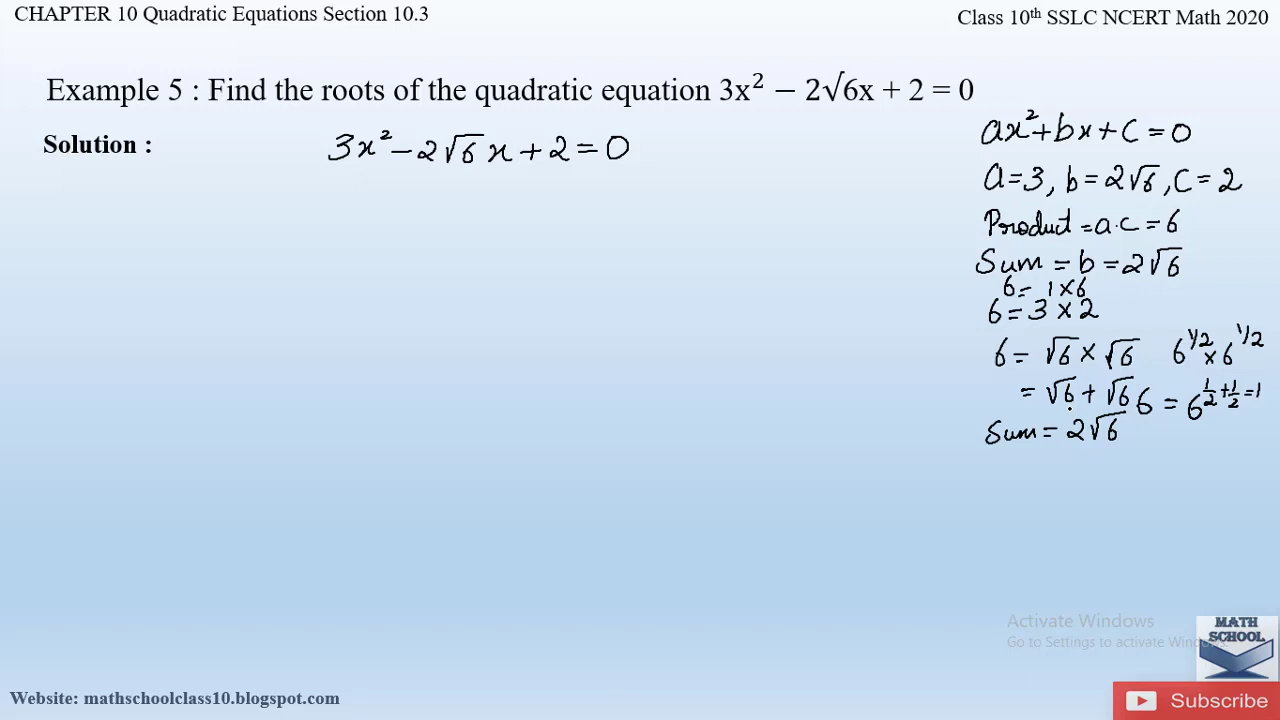 CHAPTER 10 Quadratic Equations Section 10.3
Class 10th SSLC NCERT Math 2020
Example 5 : Find the roots of the quadratic equation 3x² − 2√6x + 2 = 0
Solution :
3x² − 2√6 x + 2 = 0
ax² + bx + c = 0
a = 3, b = 2√6, c = 2
Product = a·c = 6
Sum = b = 2√6
6 = 1 × 6
6 = 3 × 2
6 = √6 × √6
6^1/2 × 6^1/2
= √6 + √6
6 = 6^1/2 + 1/2 = 1
Sum = 2√6
Activate Windows
Go to Settings to activate Windows.
MATH
SCHOOL
Website: mathschoolclass10.blogspot.com
Subscribe